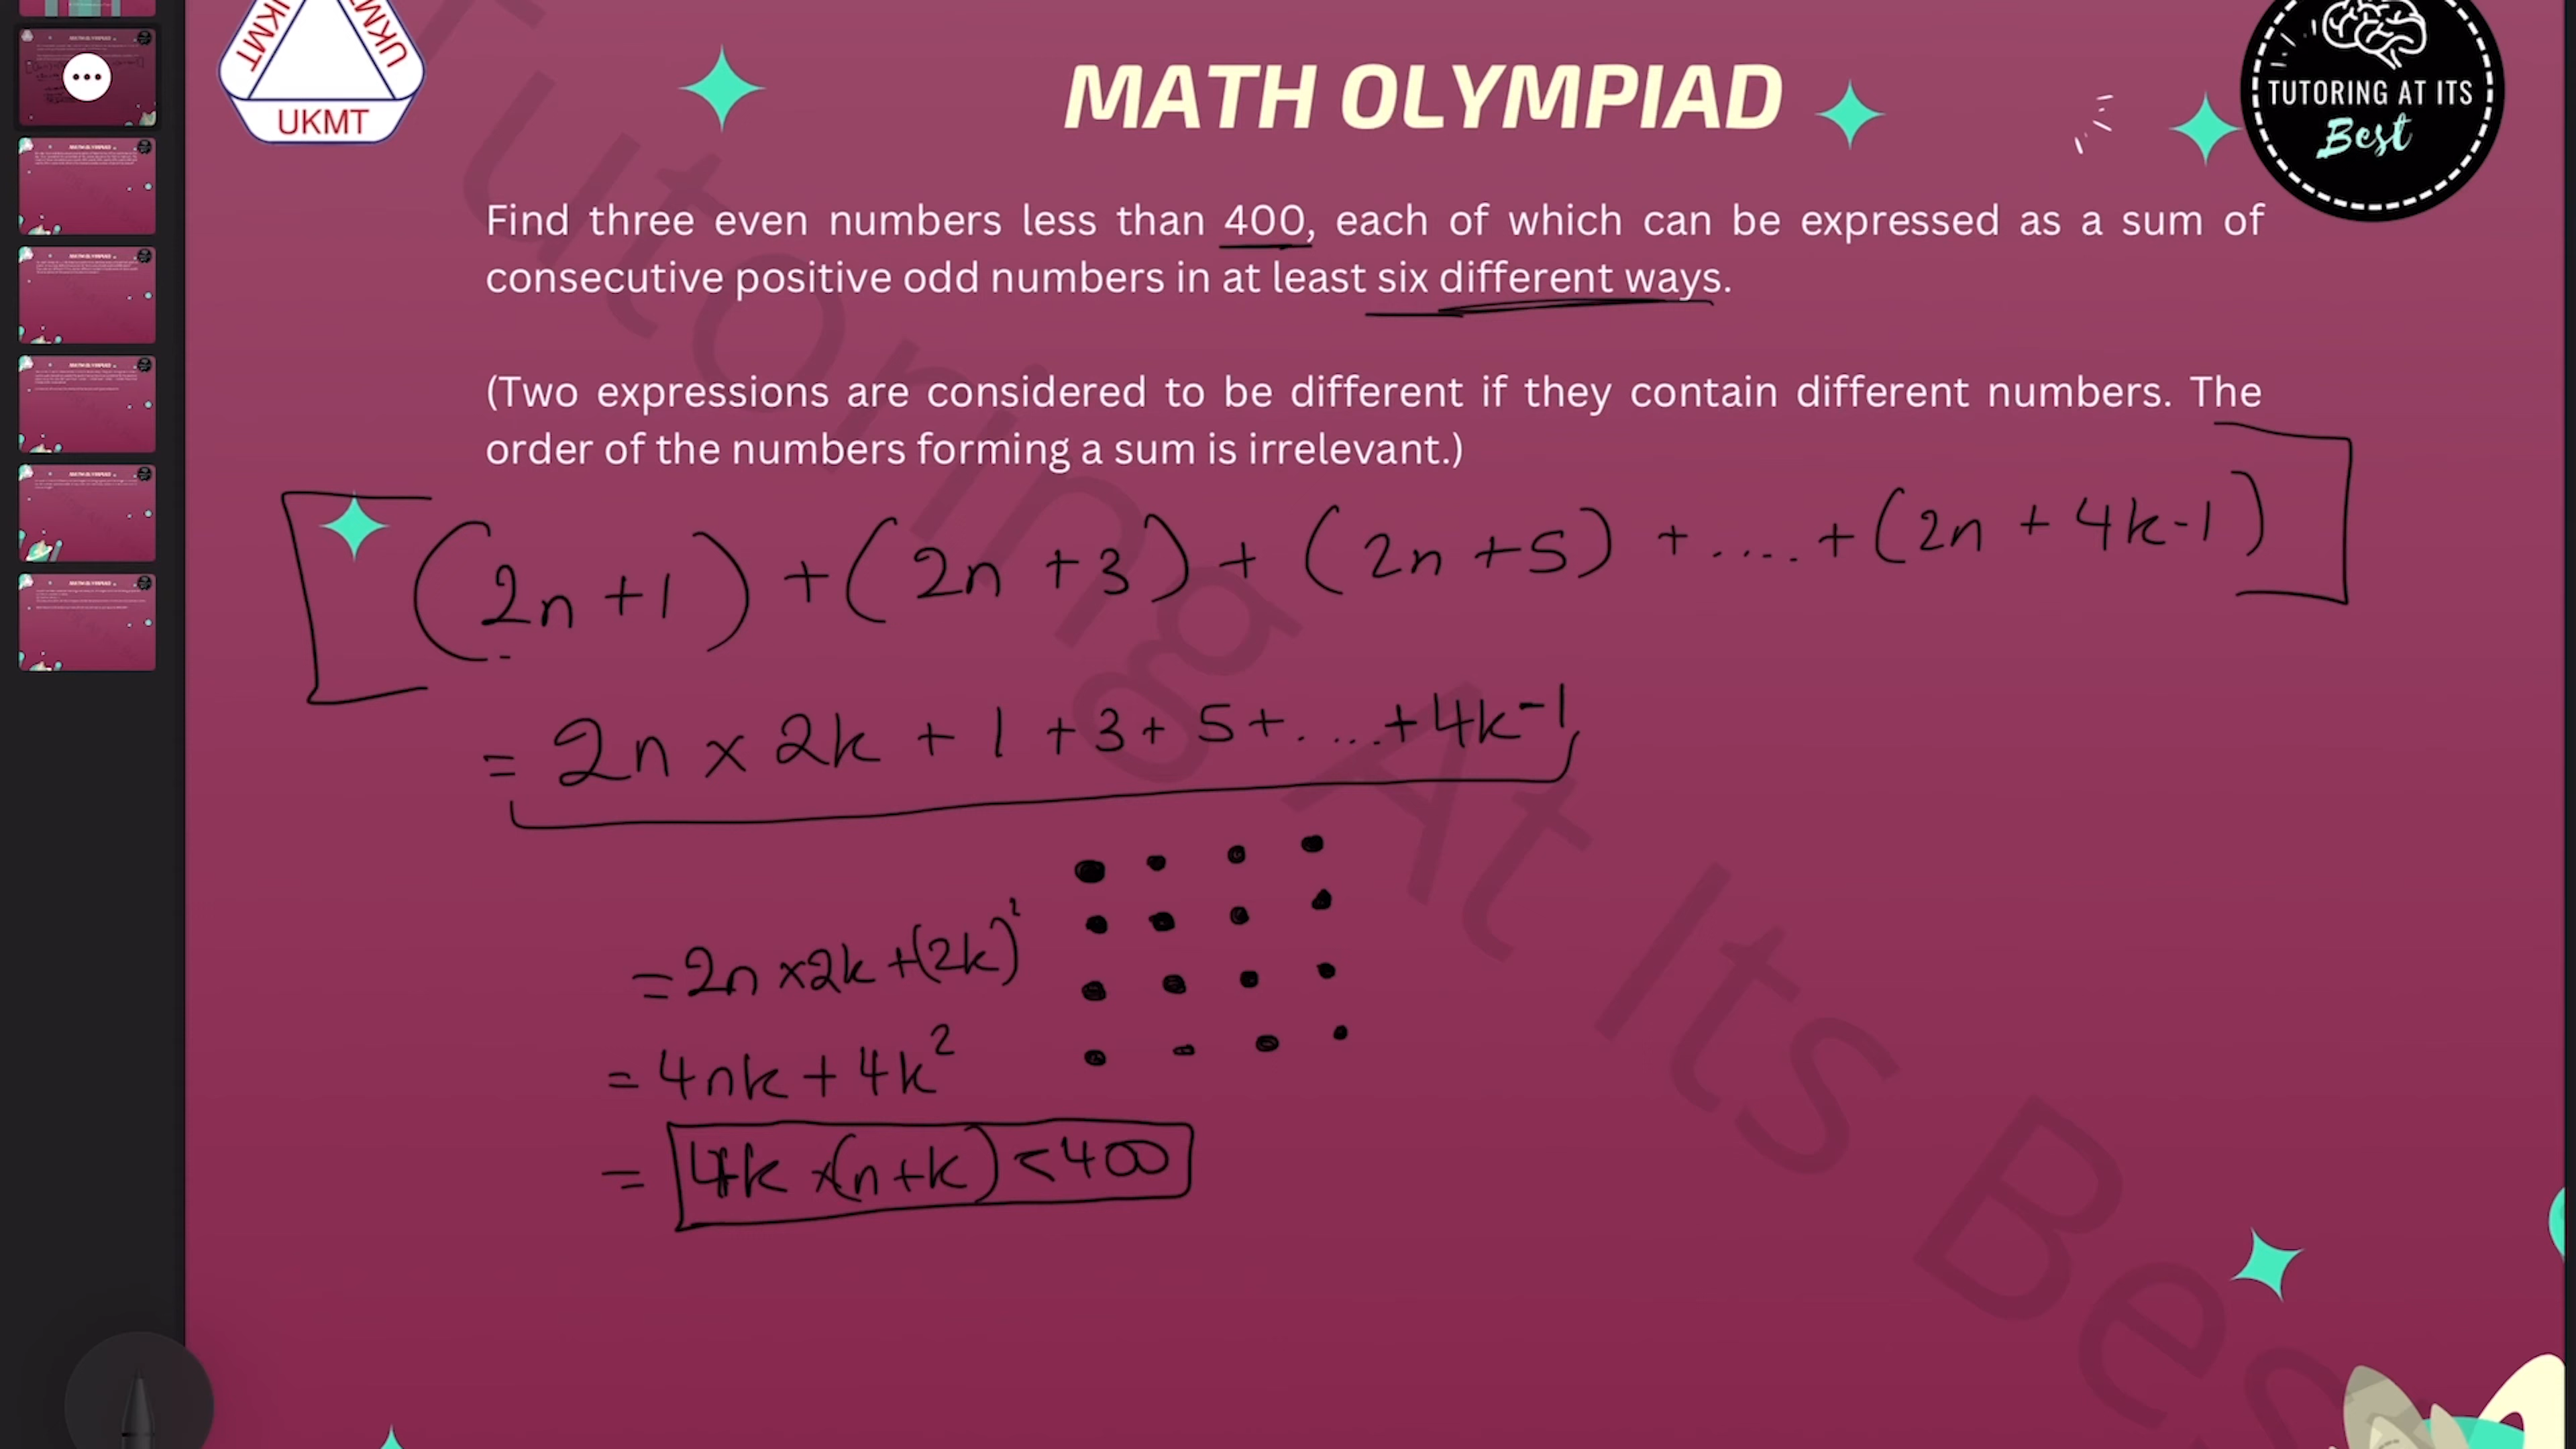 UKMT
UKMT
UKMT
MATH OLYMPIAD
TUTORING AT ITS
Best
Find three even numbers less than 400, each of which can be expressed as a sum of
consecutive positive odd numbers in at least six different ways.
(Two expressions are considered to be different if they contain different numbers. The
order of the numbers forming a sum is irrelevant.)
(2n+1) + (2n+3) + (2n+5) + .... + (2n+4k-1)
= 2n × 2k + 1 + 3 + 5 + .... + 4k-1
= 2n × 2k + (2k)²
= 4nk + 4k²
= 4k × (n+k) < 400
Tutoring At Its Bes